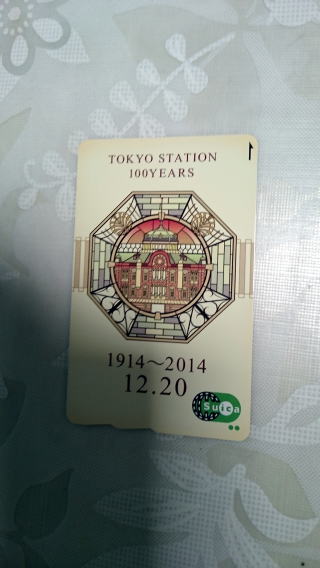 TOKYO STATION
100YEARS
1914～2014
12.20
Suica